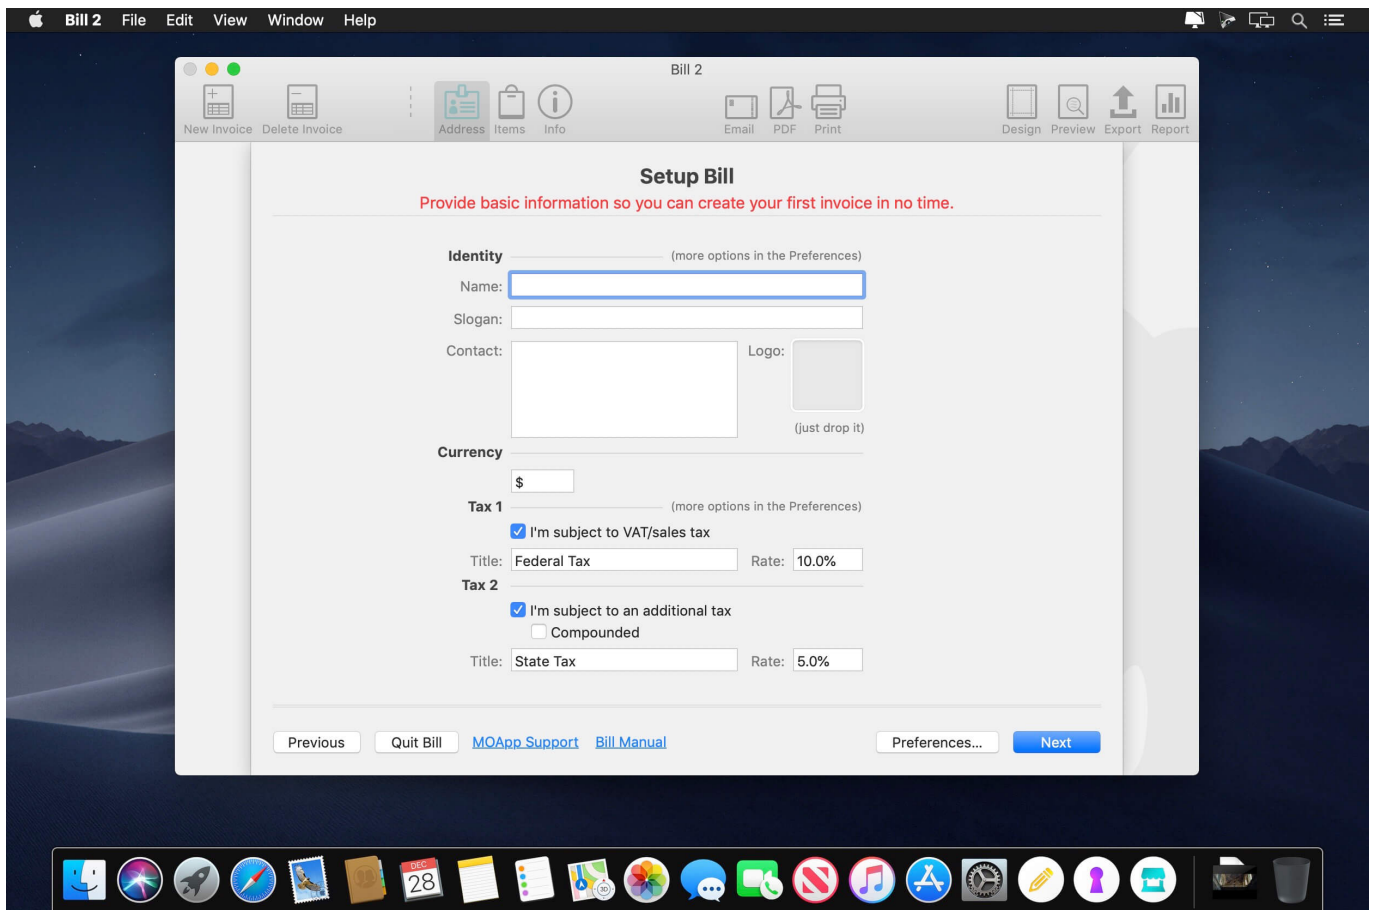 Bill 2 File Edit View Window Help
Bill 2
New Invoice Delete Invoice Address Items Info Email PDF Print Design Preview Export Report
Setup Bill
Provide basic information so you can create your first invoice in no time.
Identity (more options in the Preferences)
Name:
Slogan:
Contact: Logo:
(just drop it)
Currency
$
Tax 1 (more options in the Preferences)
I'm subject to VAT/sales tax
Title: Federal Tax Rate: 10.0%
Tax 2
I'm subject to an additional tax
Compounded
Title: State Tax Rate: 5.0%
Previous Quit Bill MOApp Support Bill Manual Preferences... Next
DEC
28
3D